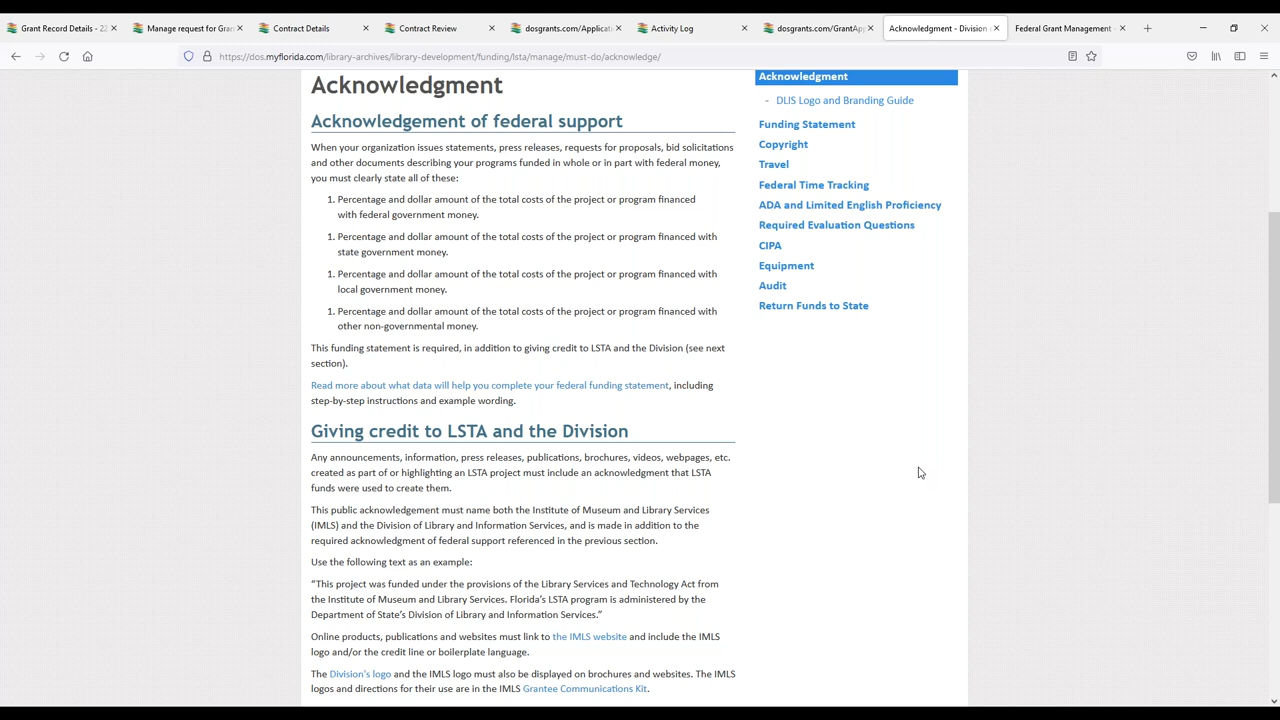 Grant Record Details - 22
Manage request for Gran
Contract Details
Contract Review
dosgrants.com/Applicati
Activity Log
dosgrants.com/GrantApp
Acknowledgment - Division
Federal Grant Management -
https://dos.myflorida.com/library-archives/library-development/funding/lsta/manage/must-do/acknowledge/
Acknowledgment
Acknowledgement of federal support
When your organization issues statements, press releases, requests for proposals, bid solicitations
and other documents describing your programs funded in whole or in part with federal money,
you must clearly state all of these:
1. Percentage and dollar amount of the total costs of the project or program financed
with federal government money.
1. Percentage and dollar amount of the total costs of the project or program financed with
state government money.
1. Percentage and dollar amount of the total costs of the project or program financed with
local government money.
1. Percentage and dollar amount of the total costs of the project or program financed with
other non-governmental money.
This funding statement is required, in addition to giving credit to LSTA and the Division (see next
section).
Read more about what data will help you complete your federal funding statement, including
step-by-step instructions and example wording.
Giving credit to LSTA and the Division
Any announcements, information, press releases, publications, brochures, videos, webpages, etc.
created as part of or highlighting an LSTA project must include an acknowledgment that LSTA
funds were used to create them.
This public acknowledgement must name both the Institute of Museum and Library Services
(IMLS) and the Division of Library and Information Services, and is made in addition to the
required acknowledgment of federal support referenced in the previous section.
Use the following text as an example:
“This project was funded under the provisions of the Library Services and Technology Act from
the Institute of Museum and Library Services. Florida’s LSTA program is administered by the
Department of State’s Division of Library and Information Services.”
Online products, publications and websites must link to the IMLS website and include the IMLS
logo and/or the credit line or boilerplate language.
The Division's logo and the IMLS logo must also be displayed on brochures and websites. The IMLS
logos and directions for their use are in the IMLS Grantee Communications Kit.
Acknowledgment
- DLIS Logo and Branding Guide
Funding Statement
Copyright
Travel
Federal Time Tracking
ADA and Limited English Proficiency
Required Evaluation Questions
CIPA
Equipment
Audit
Return Funds to State